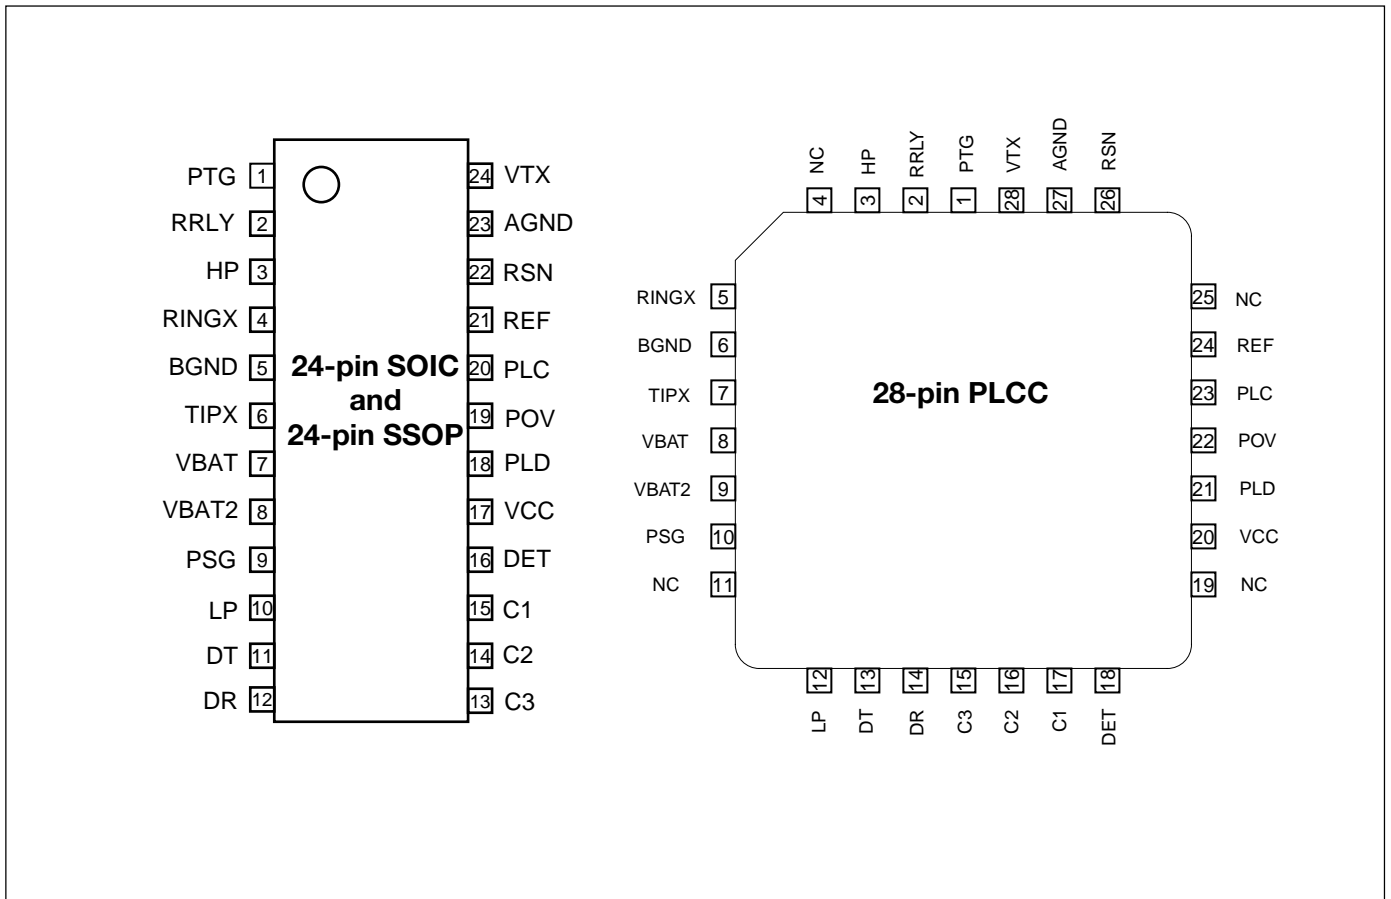 PTG 1
RRLY 2
HP 3
RINGX 4
BGND 5
TIPX 6
VBAT 7
VBAT2 8
PSG 9
LP 10
DT 11
DR 12
24-pin SOIC
and
24-pin SSOP
24 VTX
23 AGND
22 RSN
21 REF
20 PLC
19 POV
18 PLD
17 VCC
16 DET
15 C1
14 C2
13 C3
NC HP RRLY PTG VTX AGND RSN
4 3 2 1 28 27 26
RINGX 5
BGND 6
TIPX 7
VBAT 8
VBAT2 9
PSG 10
NC 11
28-pin PLCC
25 NC
24 REF
23 PLC
22 POV
21 PLD
20 VCC
19 NC
12 13 14 15 16 17 18
LP DT DR C3 C2 C1 DET